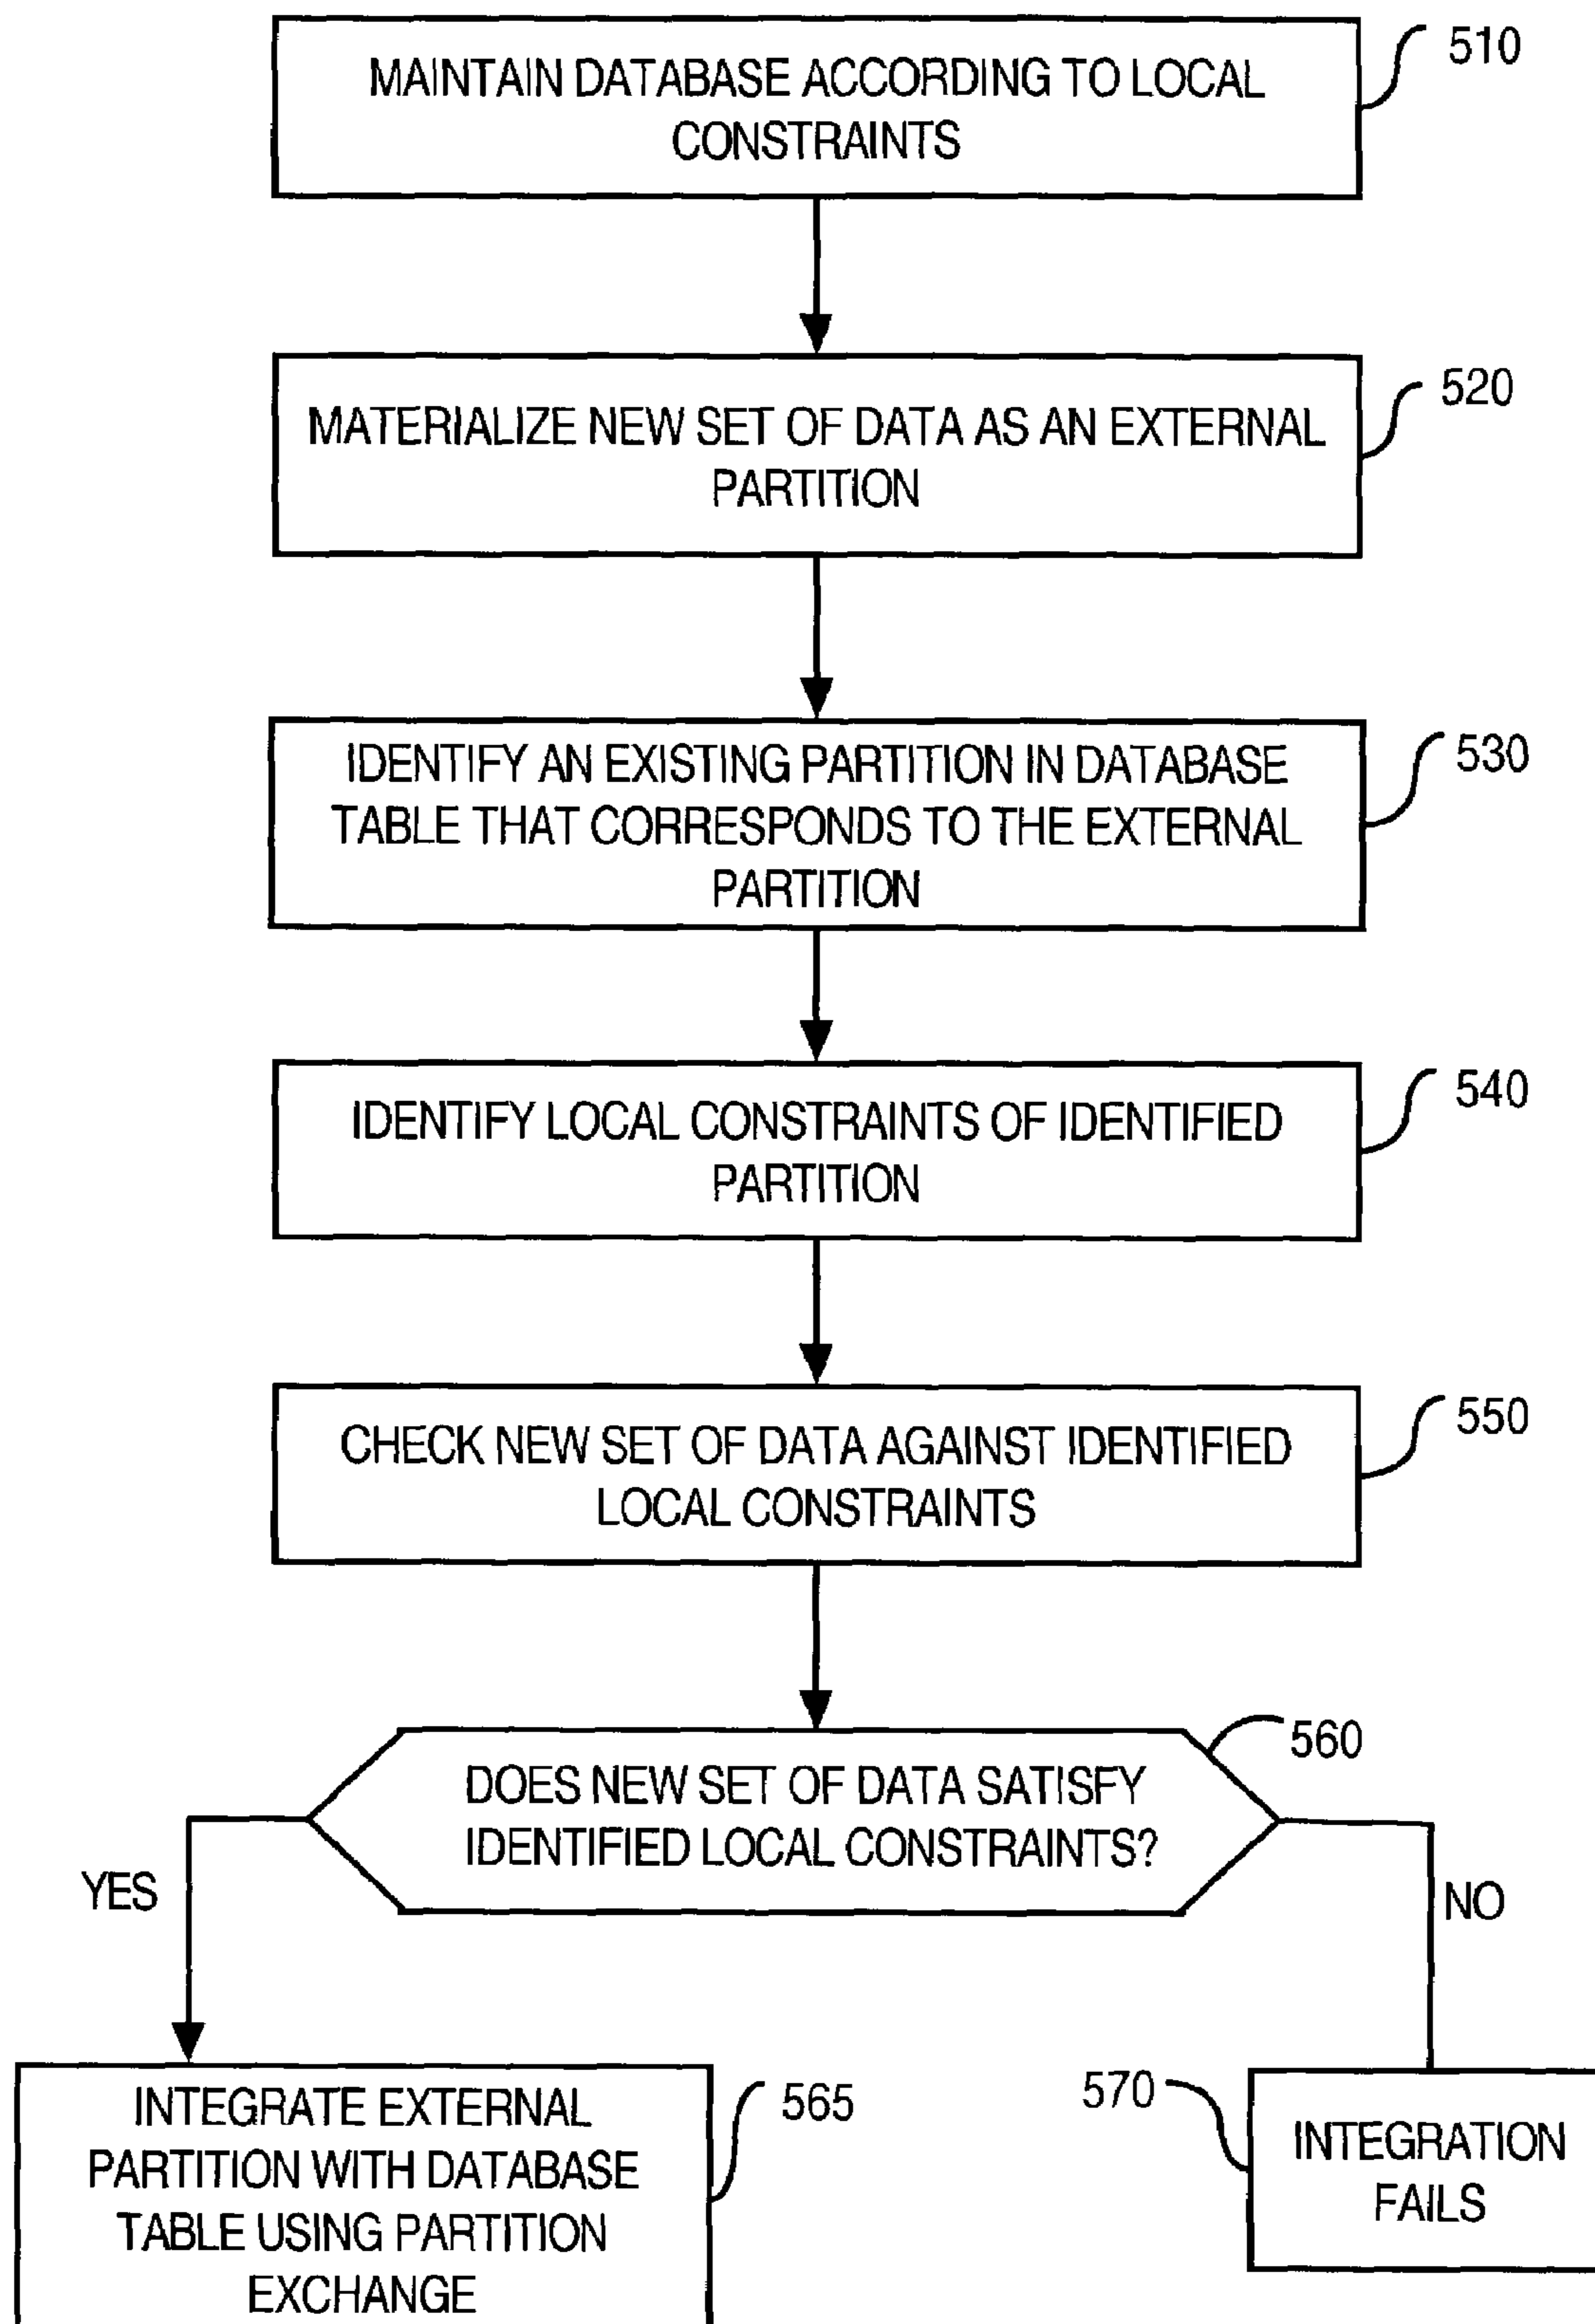 MAINTAIN DATABASE ACCORDING TO LOCAL
CONSTRAINTS
510
MATERIALIZE NEW SET OF DATA AS AN EXTERNAL
PARTITION
520
IDENTIFY AN EXISTING PARTITION IN DATABASE
TABLE THAT CORRESPONDS TO THE EXTERNAL
PARTITION
530
IDENTIFY LOCAL CONSTRAINTS OF IDENTIFIED
PARTITION
540
CHECK NEW SET OF DATA AGAINST IDENTIFIED
LOCAL CONSTRAINTS
550
DOES NEW SET OF DATA SATISFY
IDENTIFIED LOCAL CONSTRAINTS?
560
YES
NO
INTEGRATE EXTERNAL
PARTITION WITH DATABASE
TABLE USING PARTITION
EXCHANGE
565
570
INTEGRATION
FAILS